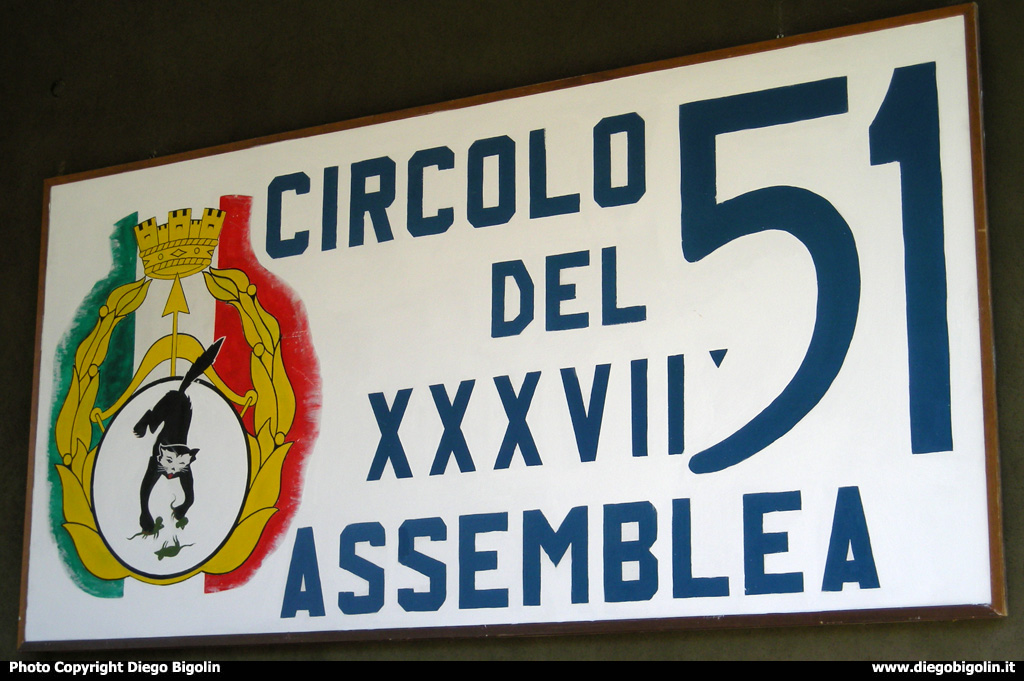 CIRCOLO
DEL 51
XXXVII'
ASSEMBLEA
Photo Copyright Diego Bigolin
www.diegobigolin.it